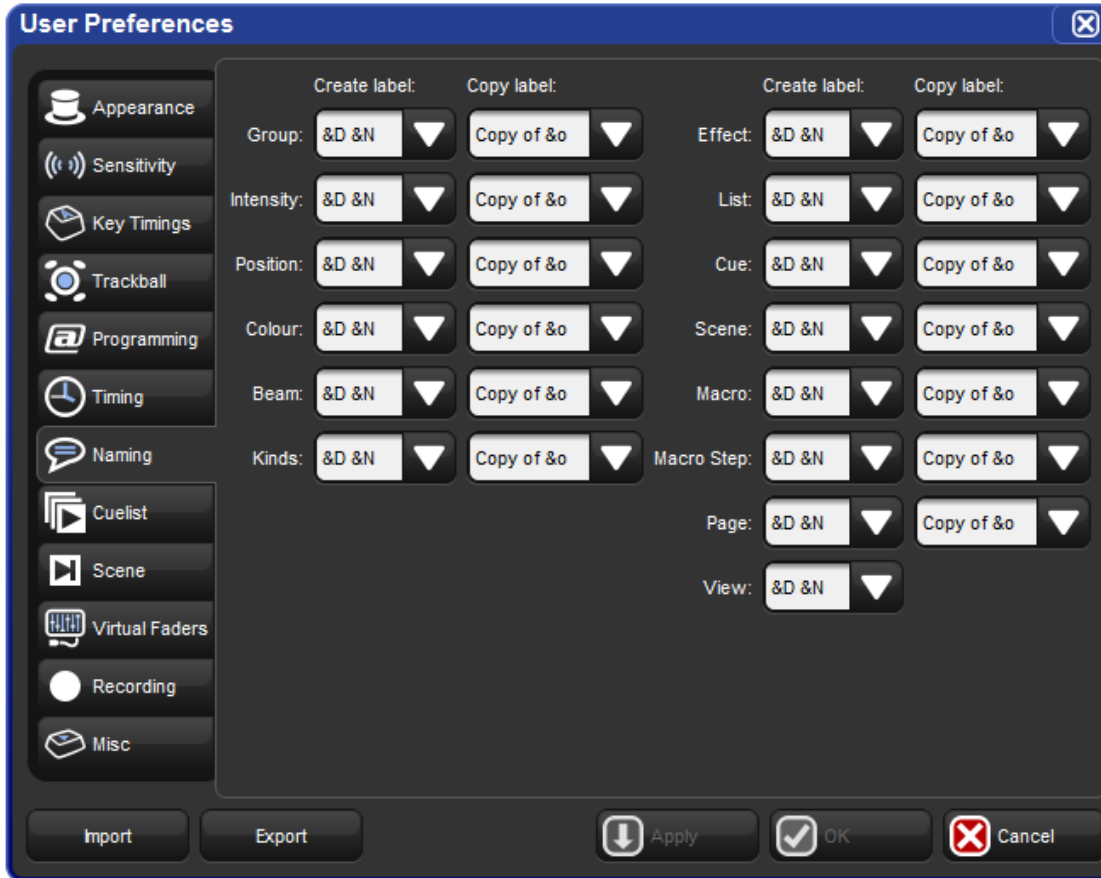 User Preferences
Appearance
Sensitivity
Key Timings
Trackball
Programming
Timing
Naming
Cuelist
Scene
Virtual Faders
Recording
Misc
Create label: Copy label: Create label: Copy label:
Group: &D &N Copy of &o Effect: &D &N Copy of &o
Intensity: &D &N Copy of &o List: &D &N Copy of &o
Position: &D &N Copy of &o Cue: &D &N Copy of &o
Colour: &D &N Copy of &o Scene: &D &N Copy of &o
Beam: &D &N Copy of &o Macro: &D &N Copy of &o
Kinds: &D &N Copy of &o Macro Step: &D &N Copy of &o
Page: &D &N Copy of &o
View: &D &N
Import Export Apply OK Cancel